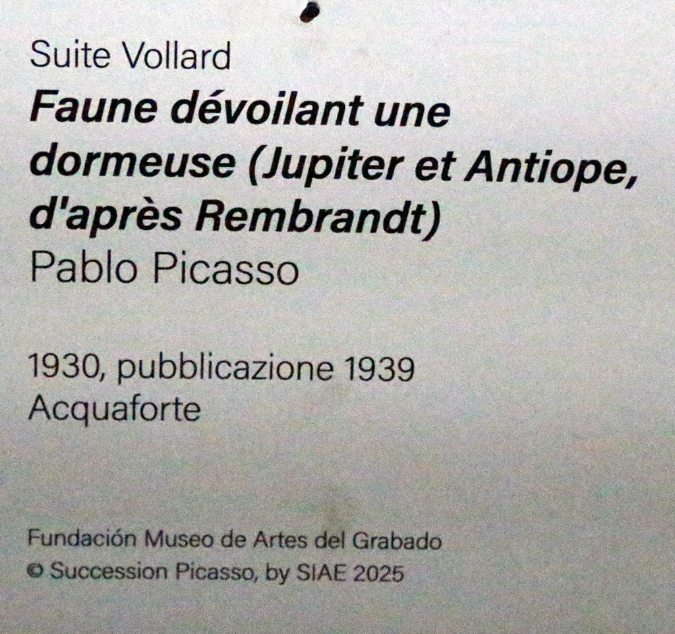 Suite Vollard
Faune dévoilant une
dormeuse (Jupiter et Antiope,
d'après Rembrandt)
Pablo Picasso
1930, pubblicazione 1939
Acquaforte
Fundación Museo de Artes del Grabado
© Succession Picasso, by SIAE 2025